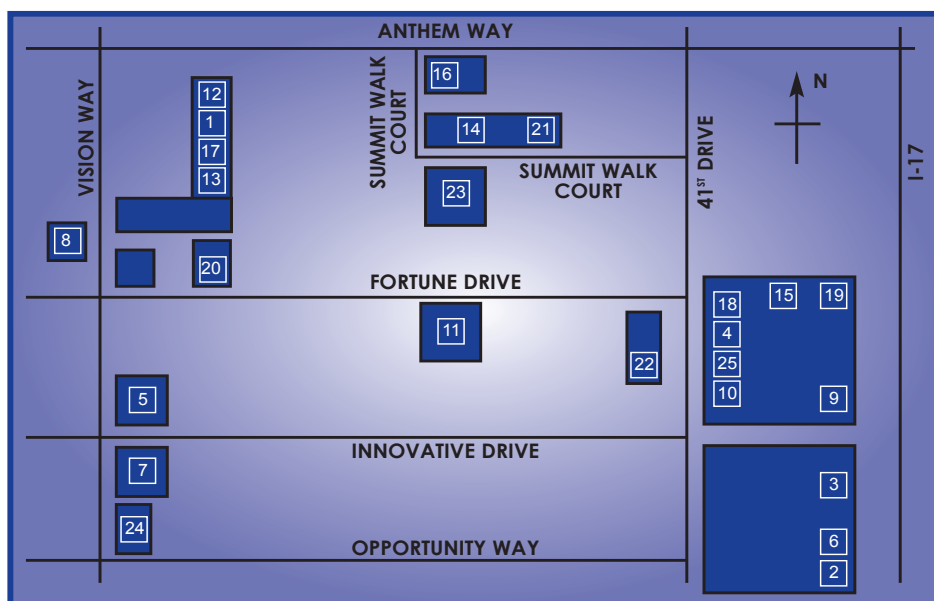 ANTHEM WAY
16
12
1
17
13
14
21
N
SUMMIT WALK
COURT
VISION WAY
SUMMIT WALK
COURT
23
41ST DRIVE
I-17
8
20
FORTUNE DRIVE
18
15
19
11
4
22
25
10
9
5
INNOVATIVE DRIVE
7
3
24
OPPORTUNITY WAY
6
2